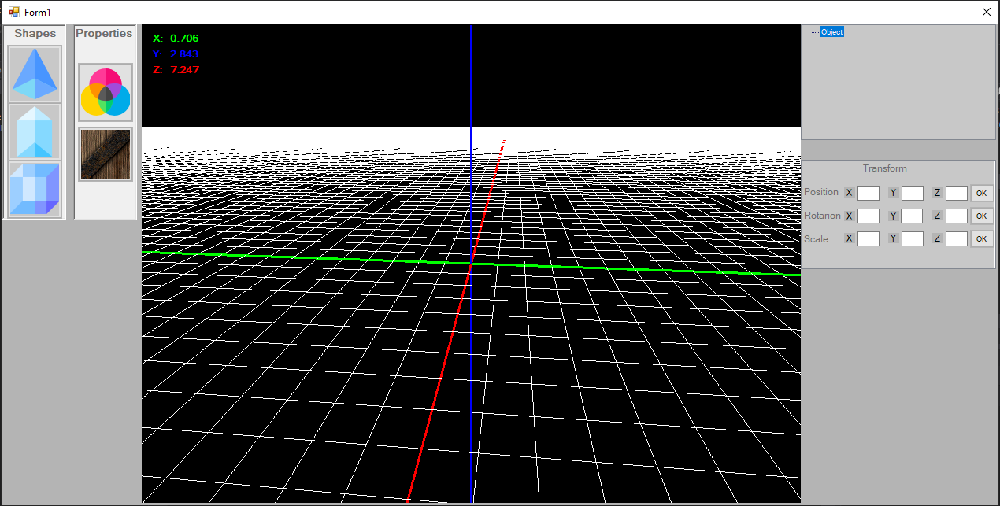 Form1
Shapes
Properties
X: 0.706
Y: 2.843
Z: 7.247
Object
Transform
Position X Y Z OK
Rotarion X Y Z OK
Scale X Y Z OK